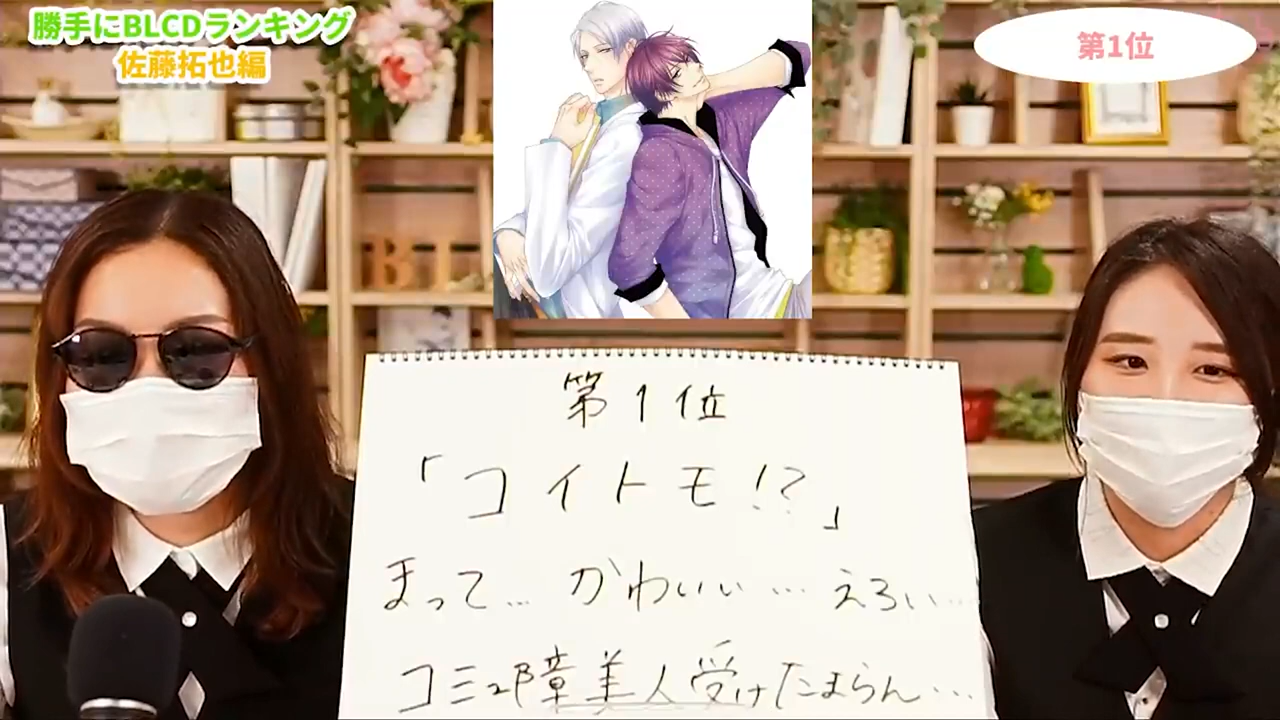 勝手にBLCDランキング
佐藤拓也編
第1位
BL
第1位
「コイトモ!?」
まって… かわいい… えろい…
コミュ障美人受けたまらん…